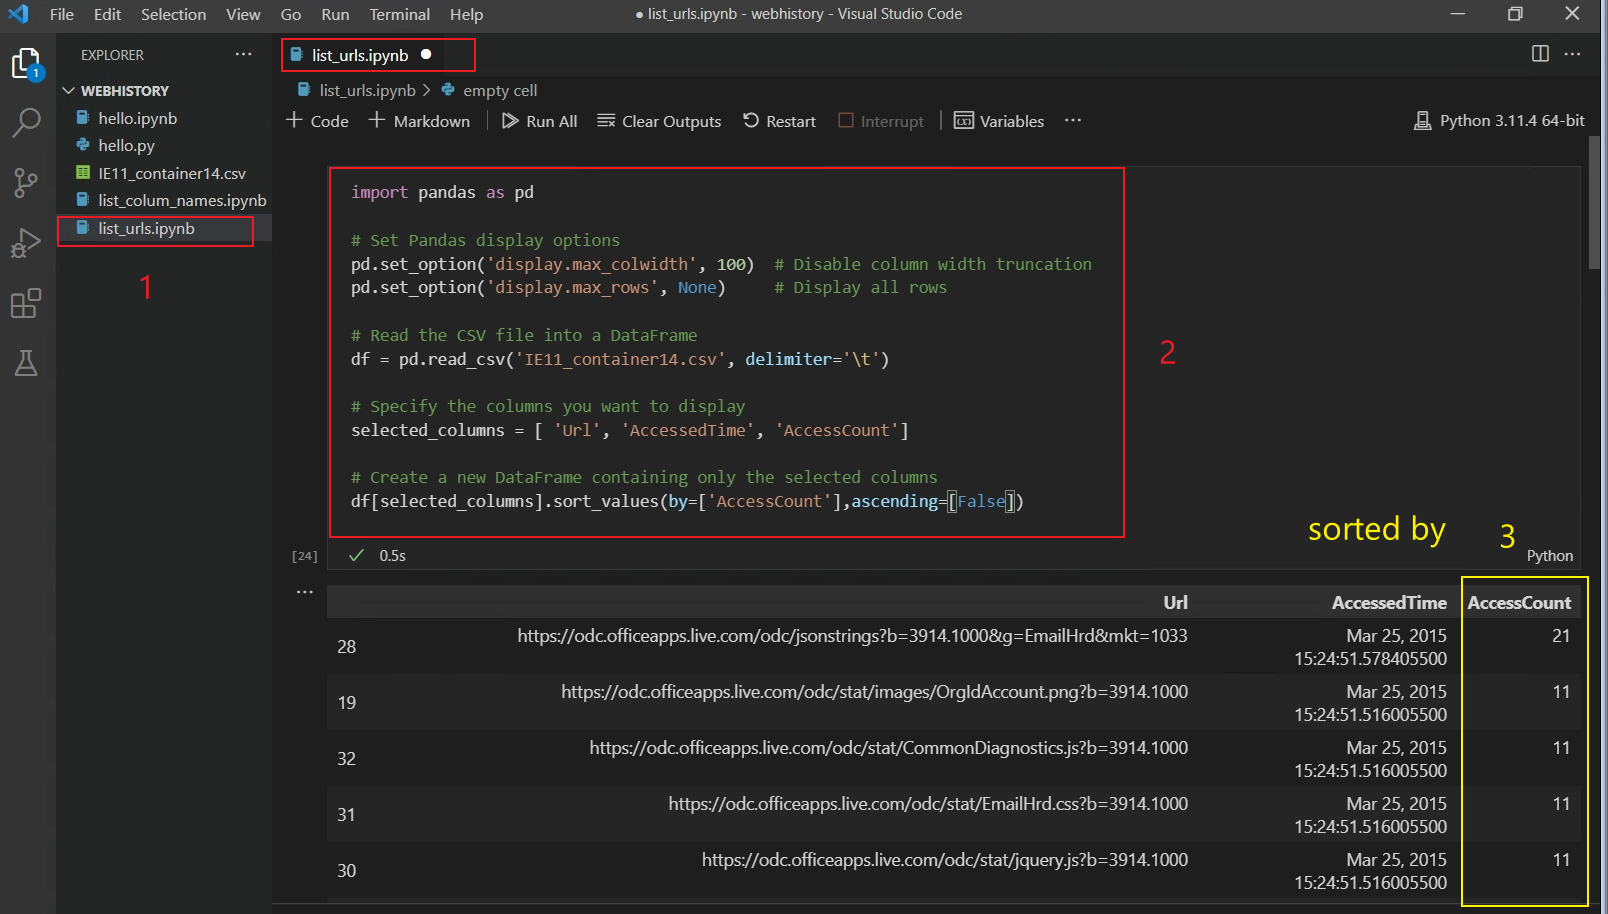 File Edit Selection View Go Run Terminal Help
● list_urls.ipynb - webhistory - Visual Studio Code
EXPLORER ···
1
WEBHISTORY
hello.ipynb
hello.py
IE11_container14.csv
list_colum_names.ipynb
list_urls.ipynb
1
list_urls.ipynb ●
list_urls.ipynb > empty cell
+ Code + Markdown | Run All Clear Outputs Restart Interrupt | Variables ···
Python 3.11.4 64-bit
import pandas as pd
# Set Pandas display options
pd.set_option('display.max_colwidth', 100)  # Disable column width truncation
pd.set_option('display.max_rows', None)     # Display all rows
# Read the CSV file into a DataFrame
df = pd.read_csv('IE11_container14.csv', delimiter='\t')
# Specify the columns you want to display
selected_columns = [ 'Url', 'AccessedTime', 'AccessCount']
# Create a new DataFrame containing only the selected columns
df[selected_columns].sort_values(by=['AccessCount'],ascending=[False])
2
sorted by 3
[24] 0.5s
Python
···
Url AccessedTime AccessCount
28 https://odc.officeapps.live.com/odc/jsonstrings?b=3914.1000&g=EmailHrd&mkt=1033 Mar 25, 2015 21
15:24:51.578405500
19 https://odc.officeapps.live.com/odc/stat/images/OrgIdAccount.png?b=3914.1000 Mar 25, 2015 11
15:24:51.516005500
32 https://odc.officeapps.live.com/odc/stat/CommonDiagnostics.js?b=3914.1000 Mar 25, 2015 11
15:24:51.516005500
31 https://odc.officeapps.live.com/odc/stat/EmailHrd.css?b=3914.1000 Mar 25, 2015 11
15:24:51.516005500
30 https://odc.officeapps.live.com/odc/stat/jquery.js?b=3914.1000 Mar 25, 2015 11
15:24:51.516005500